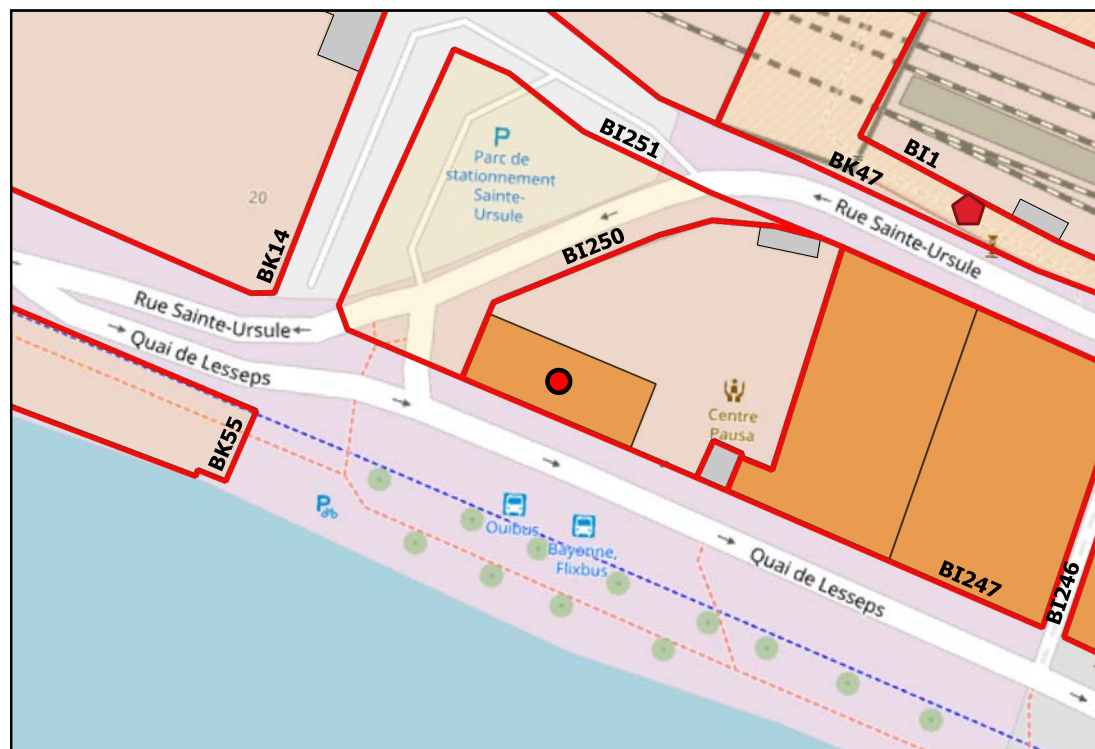 BI251
BI1
BK47
P
Parc de
stationnement
Sainte-
Ursule
20
BK14
BI250
Rue Sainte-Ursule
Rue Sainte-Ursule
Quai de Lesseps
Centre
Pausa
BK55
P
Ouibus
Bayonne,
Flixbus
Quai de Lesseps
BI247
BI246